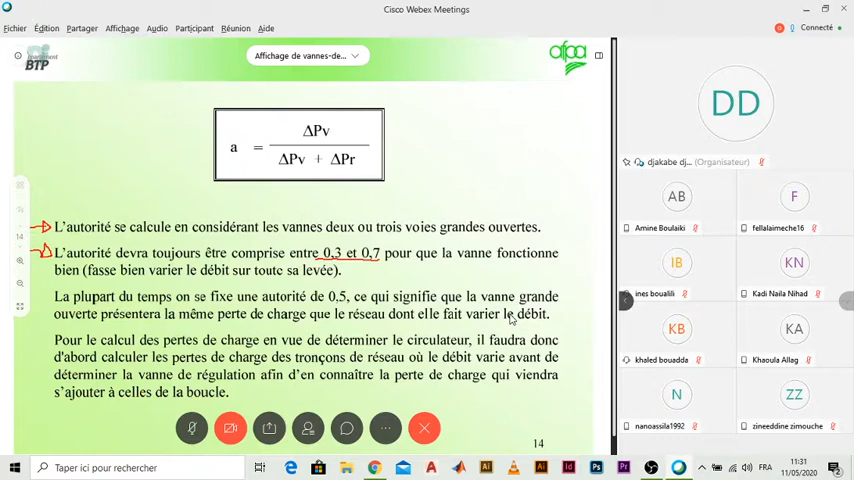 Cisco Webex Meetings
Fichier Édition Partager Affichage Audio Participant Réunion Aide
Connecté
BTP
Affichage de vannes-de...
afpa
a = ΔPv / ΔPv + ΔPr
L'autorité se calcule en considérant les vannes deux ou trois voies grandes ouvertes.
L'autorité devra toujours être comprise entre 0,3 et 0,7 pour que la vanne fonctionne
bien (fasse bien varier le débit sur toute sa levée).
La plupart du temps on se fixe une autorité de 0,5, ce qui signifie que la vanne grande
ouverte présentera la même perte de charge que le réseau dont elle fait varier le débit.
Pour le calcul des pertes de charge en vue de déterminer le circulateur, il faudra donc
d'abord calculer les pertes de charge des tronçons de réseau où le débit varie avant de
déterminer la vanne de régulation afin d'en connaître la perte de charge qui viendra
s'ajouter à celles de la boucle.
14
14
DD
djakabe dj... (Organisateur)
AB
F
Amine Boulaiki
fellalaimeche16
IB
KN
ines boualili
Kadi Naila Nihad
KB
KA
khaled bouadda
Khaoula Allag
N
ZZ
nanoassila1992
zineeddine zimouche
Taper ici pour rechercher
FRA
11:31
11/05/2020
2